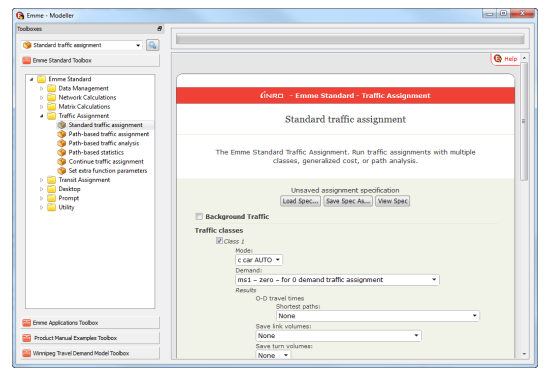 Emme - Modeller
Toolboxes
Standard traffic assignment
Emme Standard Toolbox
Emme Standard
Data Management
Network Calculations
Matrix Calculations
Traffic Assignment
Standard traffic assignment
Path-based traffic assignment
Path-based traffic analysis
Path-based statistics
Continue traffic assignment
Set extra function parameters
Transit Assignment
Desktop
Prompt
Utility
Emme Applications Toolbox
Product Manual Examples Toolbox
Winnipeg Travel Demand Model Toolbox
Help
INRO - Emme Standard - Traffic Assignment
Standard traffic assignment
The Emme Standard Traffic Assignment. Run traffic assignments with multiple
classes, generalized cost, or path analysis.
Unsaved assignment specification
Load Spec... Save Spec As... View Spec
Background Traffic
Traffic classes
Class 1
Mode:
c car AUTO
Demand:
ms1 – zero – for 0 demand traffic assignment
Results
O-D travel times
Shortest paths:
None
Save link volumes:
None
Save turn volumes:
None